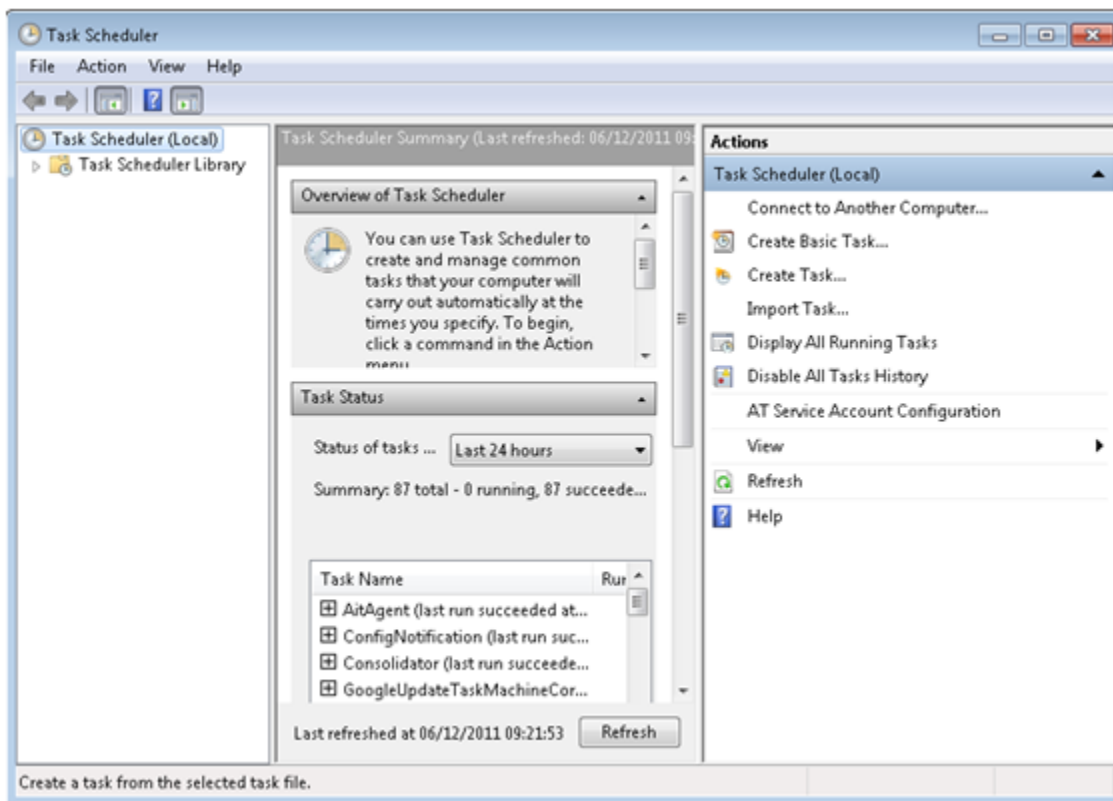 Task Scheduler
File Action View Help
Task Scheduler (Local)
Task Scheduler Library
Task Scheduler Summary (Last refreshed: 06/12/2011 09:
Overview of Task Scheduler
You can use Task Scheduler to
create and manage common
tasks that your computer will
carry out automatically at the
times you specify. To begin,
click a command in the Action
menu
Task Status
Status of tasks ... Last 24 hours
Summary: 87 total - 0 running, 87 succeede...
Task Name Rur
AitAgent (last run succeeded at...
ConfigNotification (last run suc...
Consolidator (last run succeede...
GoogleUpdateTaskMachineCor...
Last refreshed at 06/12/2011 09:21:53 Refresh
Actions
Task Scheduler (Local)
Connect to Another Computer...
Create Basic Task...
Create Task...
Import Task...
Display All Running Tasks
Disable All Tasks History
AT Service Account Configuration
View
Refresh
Help
Create a task from the selected task file.